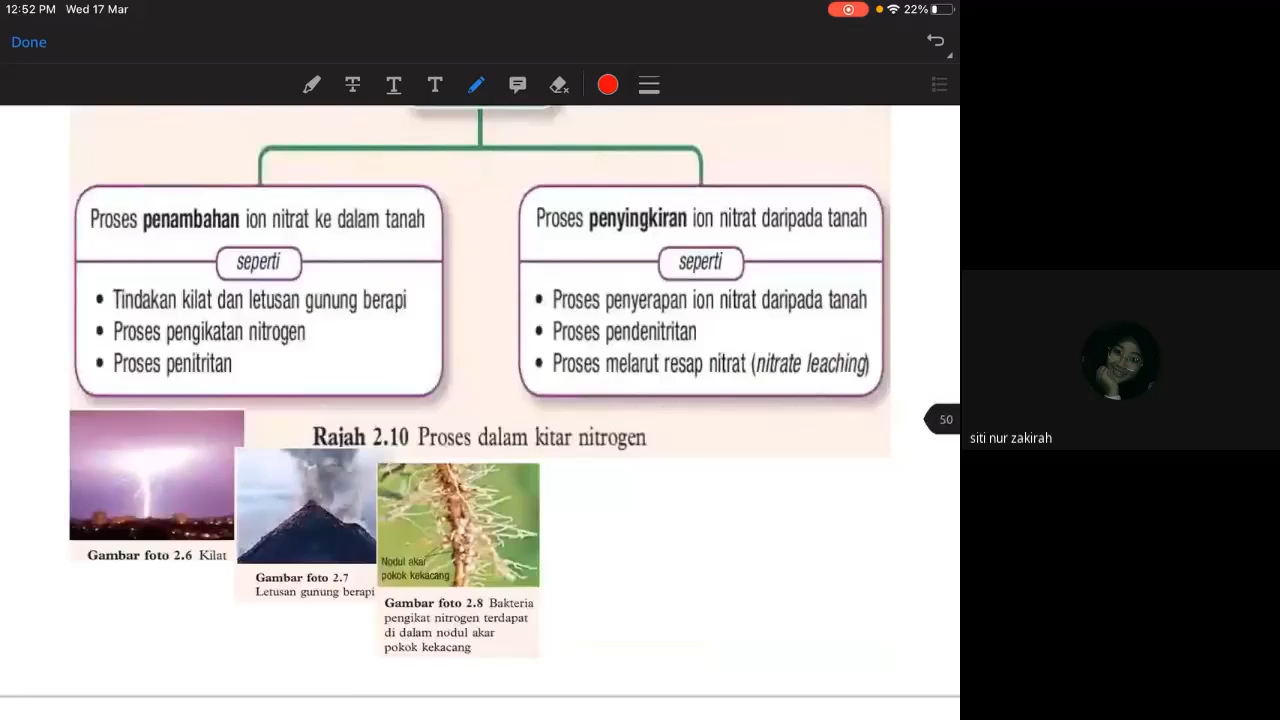 12:52 PM Wed 17 Mar
22%
Done
Proses penambahan ion nitrat ke dalam tanah
seperti
• Tindakan kilat dan letusan gunung berapi
• Proses pengikatan nitrogen
• Proses penitritan
Proses penyingkiran ion nitrat daripada tanah
seperti
• Proses penyerapan ion nitrat daripada tanah
• Proses pendenitritan
• Proses melarut resap nitrat (nitrate leaching)
Rajah 2.10 Proses dalam kitar nitrogen
Gambar foto 2.6 Kilat
Gambar foto 2.7
Letusan gunung berapi
Nodul akar
pokok kekacang
Gambar foto 2.8 Bakteria
pengikat nitrogen terdapat
di dalam nodul akar
pokok kekacang
50
siti nur zakirah